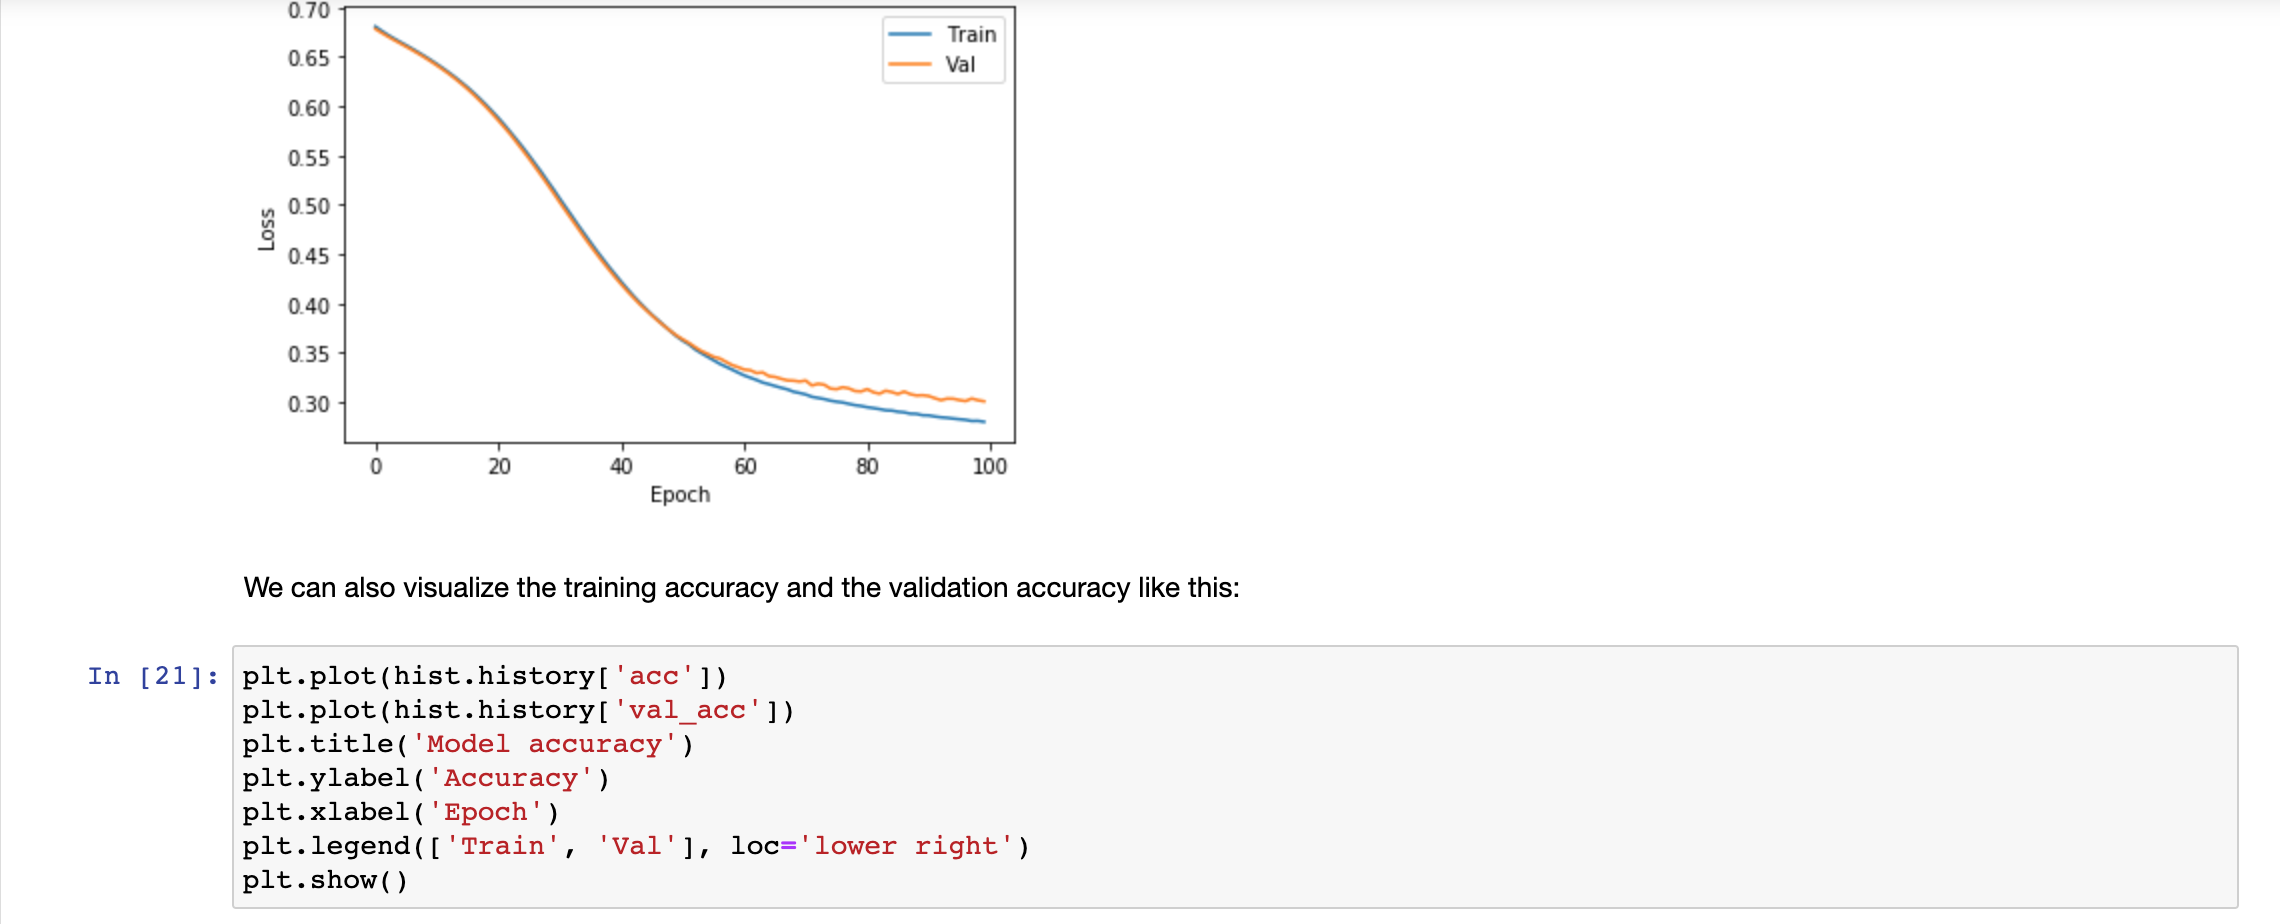 0.70
0.65
0.60
0.55
0.50
0.45
0.40
0.35
0.30
Loss
Train
Val
0 20 40 60 80 100
Epoch
We can also visualize the training accuracy and the validation accuracy like this:
In [21]: plt.plot(hist.history['acc'])
plt.plot(hist.history['val_acc'])
plt.title('Model accuracy')
plt.ylabel('Accuracy')
plt.xlabel('Epoch')
plt.legend(['Train', 'Val'], loc='lower right')
plt.show()